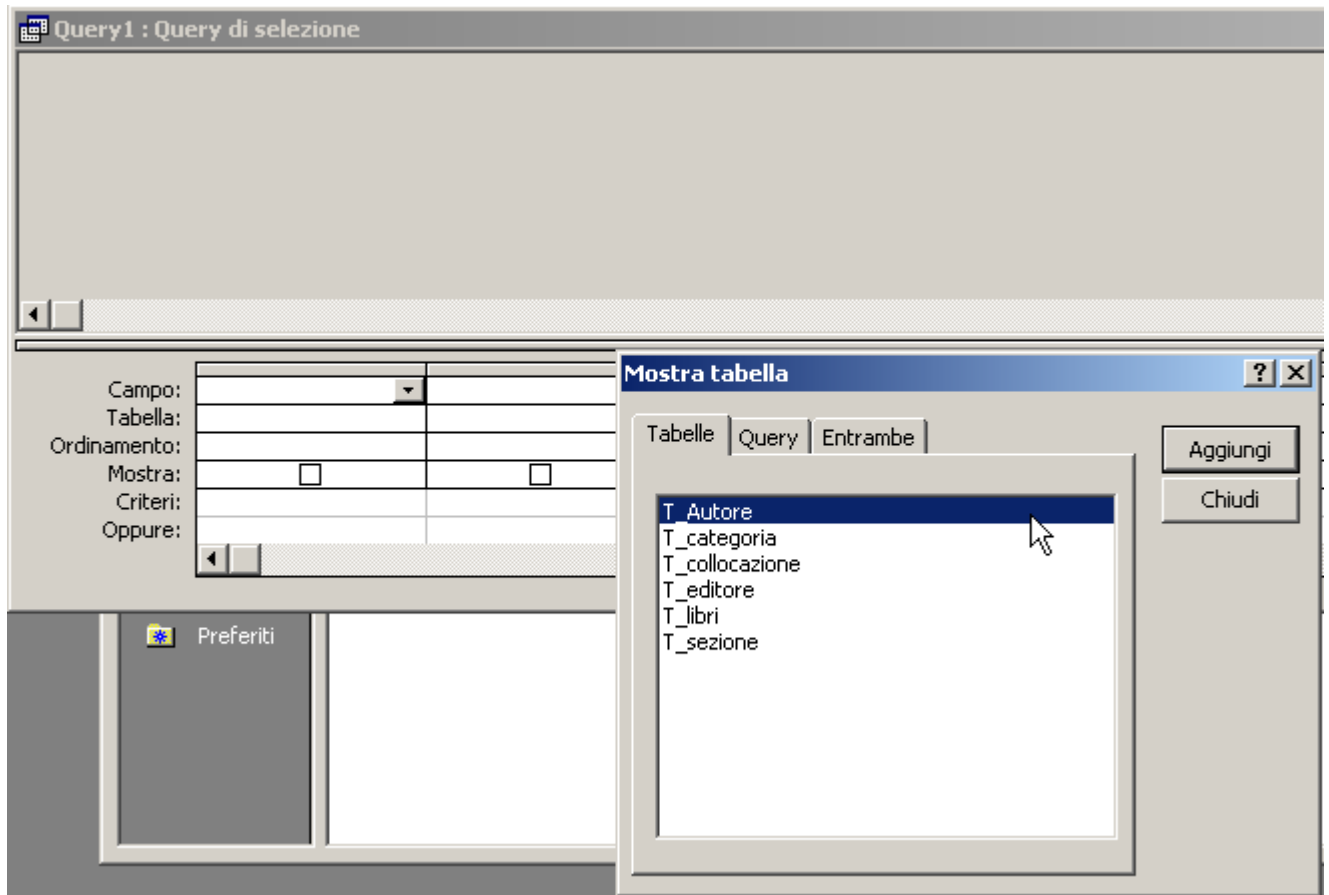 Query1 : Query di selezione
Campo:
Tabella:
Ordinamento:
Mostra:
Criteri:
Oppure:
Mostra tabella
Tabelle Query Entrambe
Aggiungi
Chiudi
T_Autore
T_categoria
T_collocazione
T_editore
T_libri
T_sezione
Preferiti